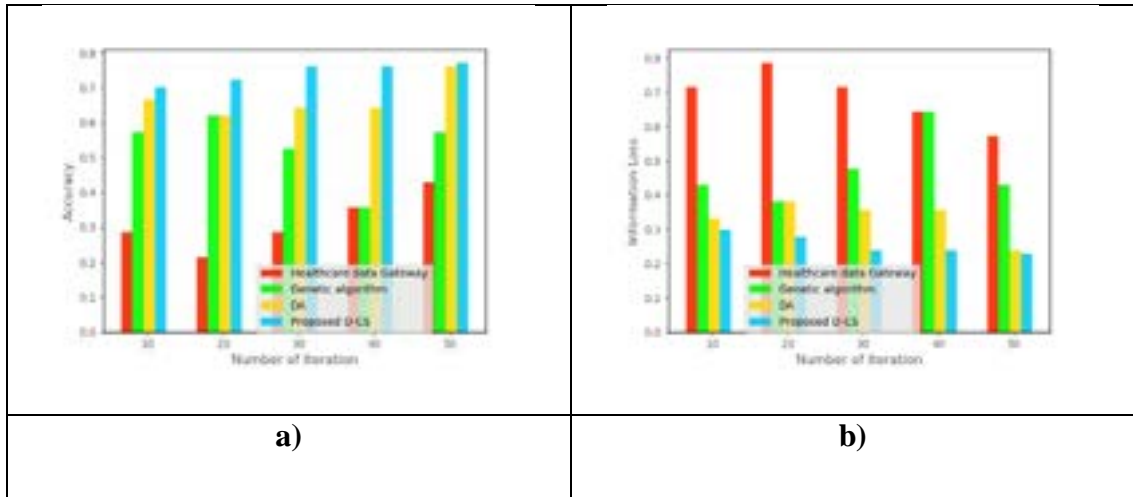 0.8
0.7
0.6
0.5
0.4
0.3
0.2
0.1
0.0
Accuracy
Healthcare data Gateway
Genetic algorithm
DA
Proposed D-CS
10 20 30 40 50
Number of Iteration
a)
0.8
0.7
0.6
0.5
0.4
0.3
0.2
0.1
0.0
Information Loss
Healthcare data Gateway
Genetic algorithm
DA
Proposed D-CS
10 20 30 40 50
Number of Iteration
b)